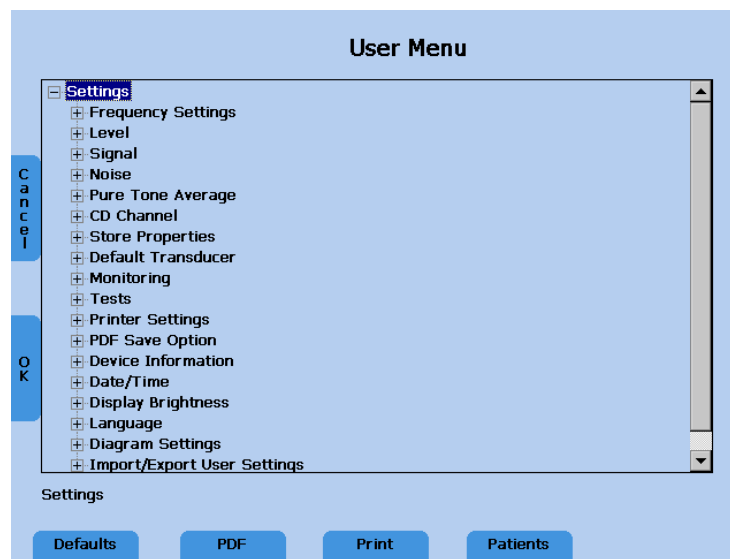 User Menu
Settings
Frequency Settings
Level
Signal
Noise
Pure Tone Average
CD Channel
Store Properties
Default Transducer
Monitoring
Tests
Printer Settings
PDF Save Option
Device Information
Date/Time
Display Brightness
Language
Diagram Settings
Import/Export User Settings
Cancel
OK
Settings
Defaults PDF Print Patients